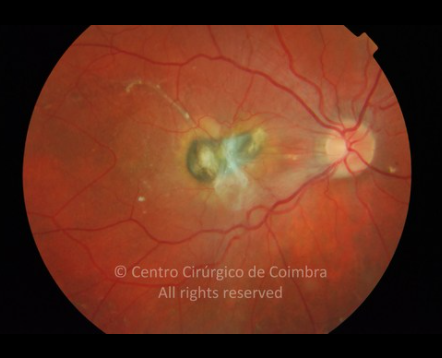 © Centro Cirúrgico de Coimbra
All rights reserved